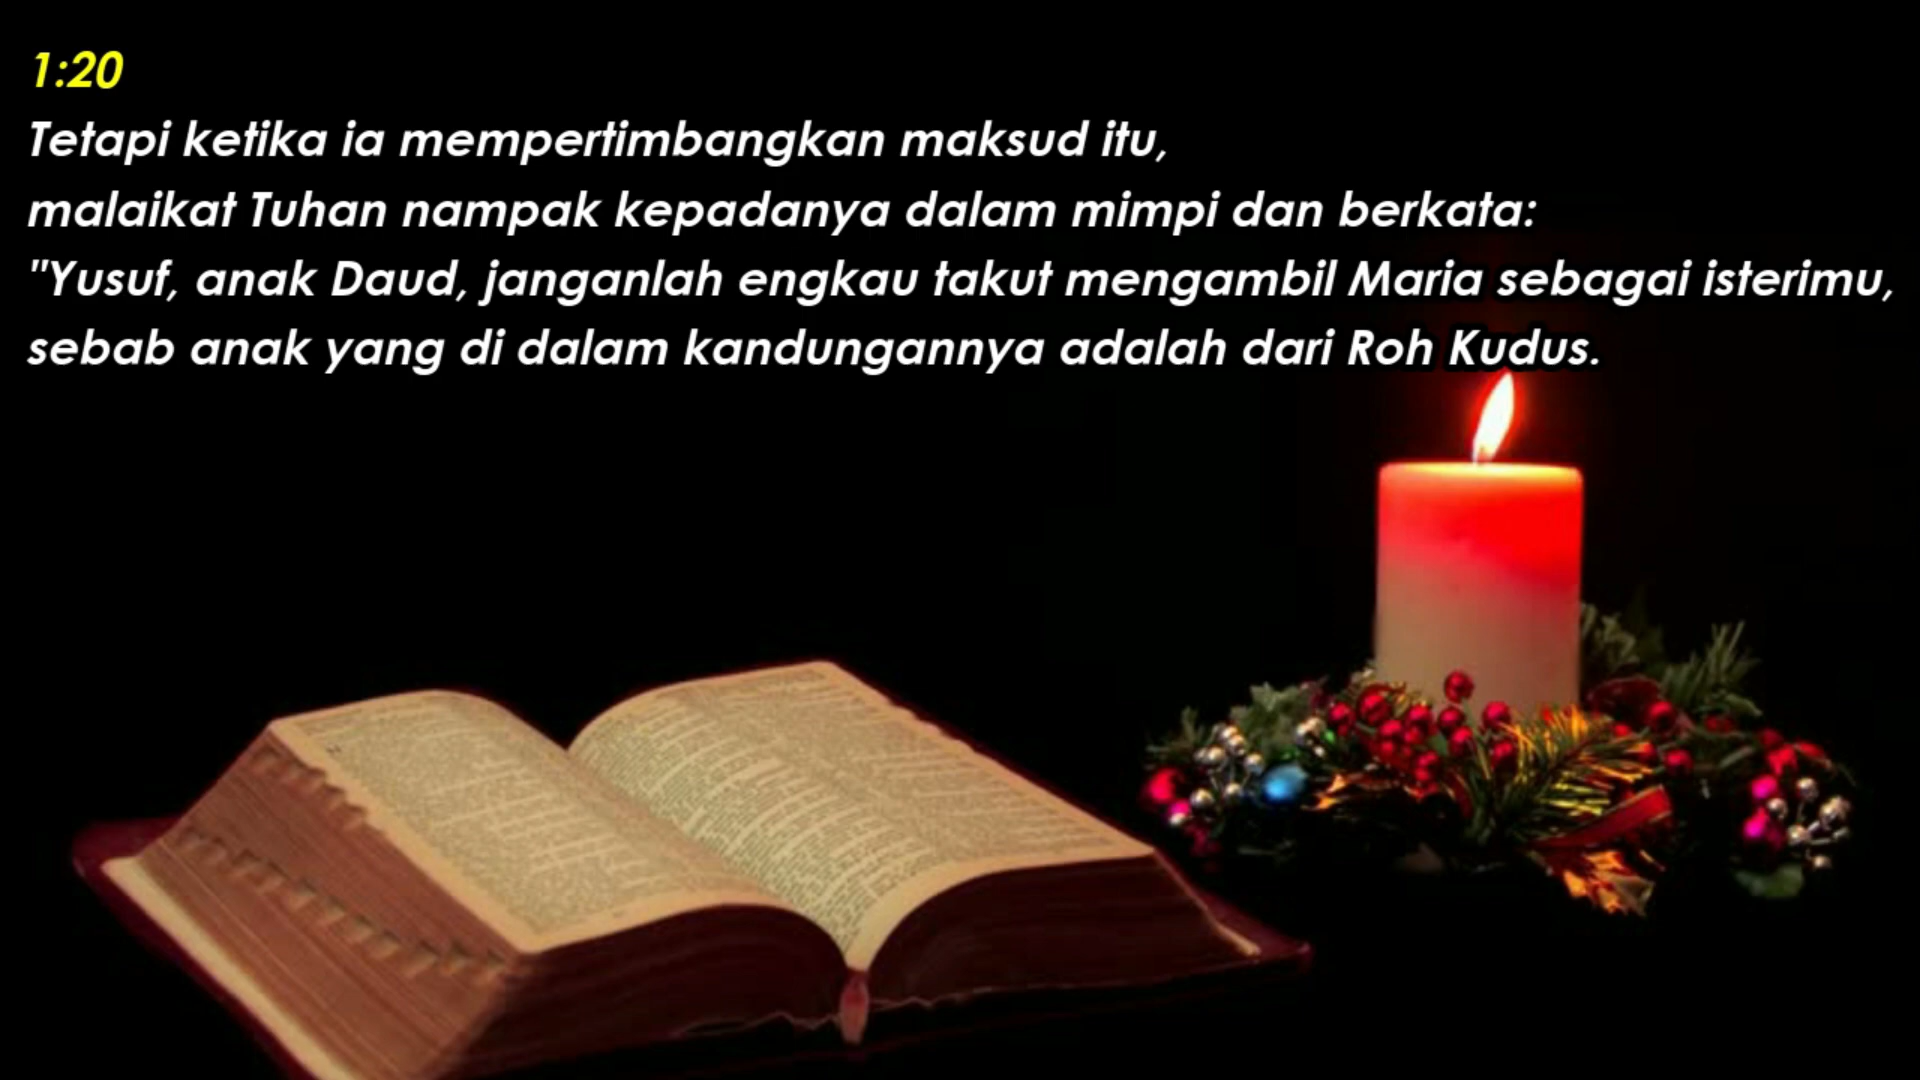 1:20
Tetapi ketika ia mempertimbangkan maksud itu,
malaikat Tuhan nampak kepadanya dalam mimpi dan berkata:
"Yusuf, anak Daud, janganlah engkau takut mengambil Maria sebagai isterimu,
sebab anak yang di dalam kandungannya adalah dari Roh Kudus.